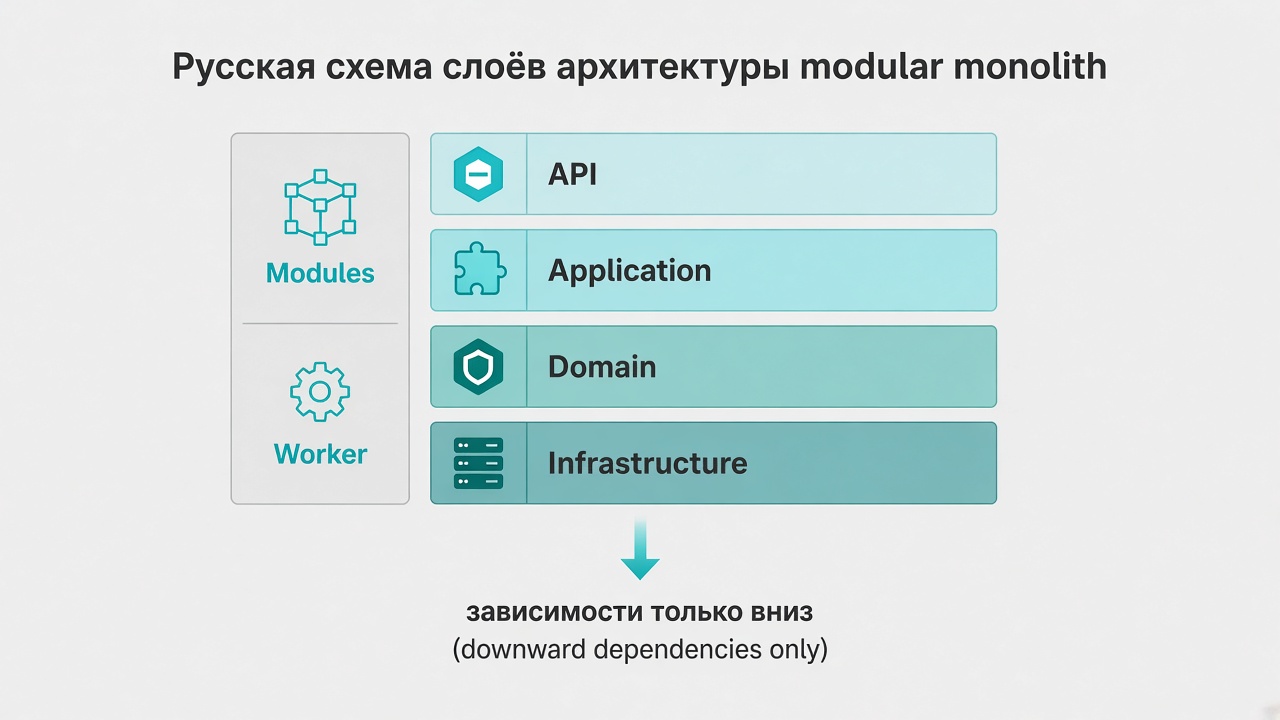 Русская схема слоёв архитектуры modular monolith
Modules
Worker
API
Application
Domain
Infrastructure
зависимости только вниз
(downward dependencies only)